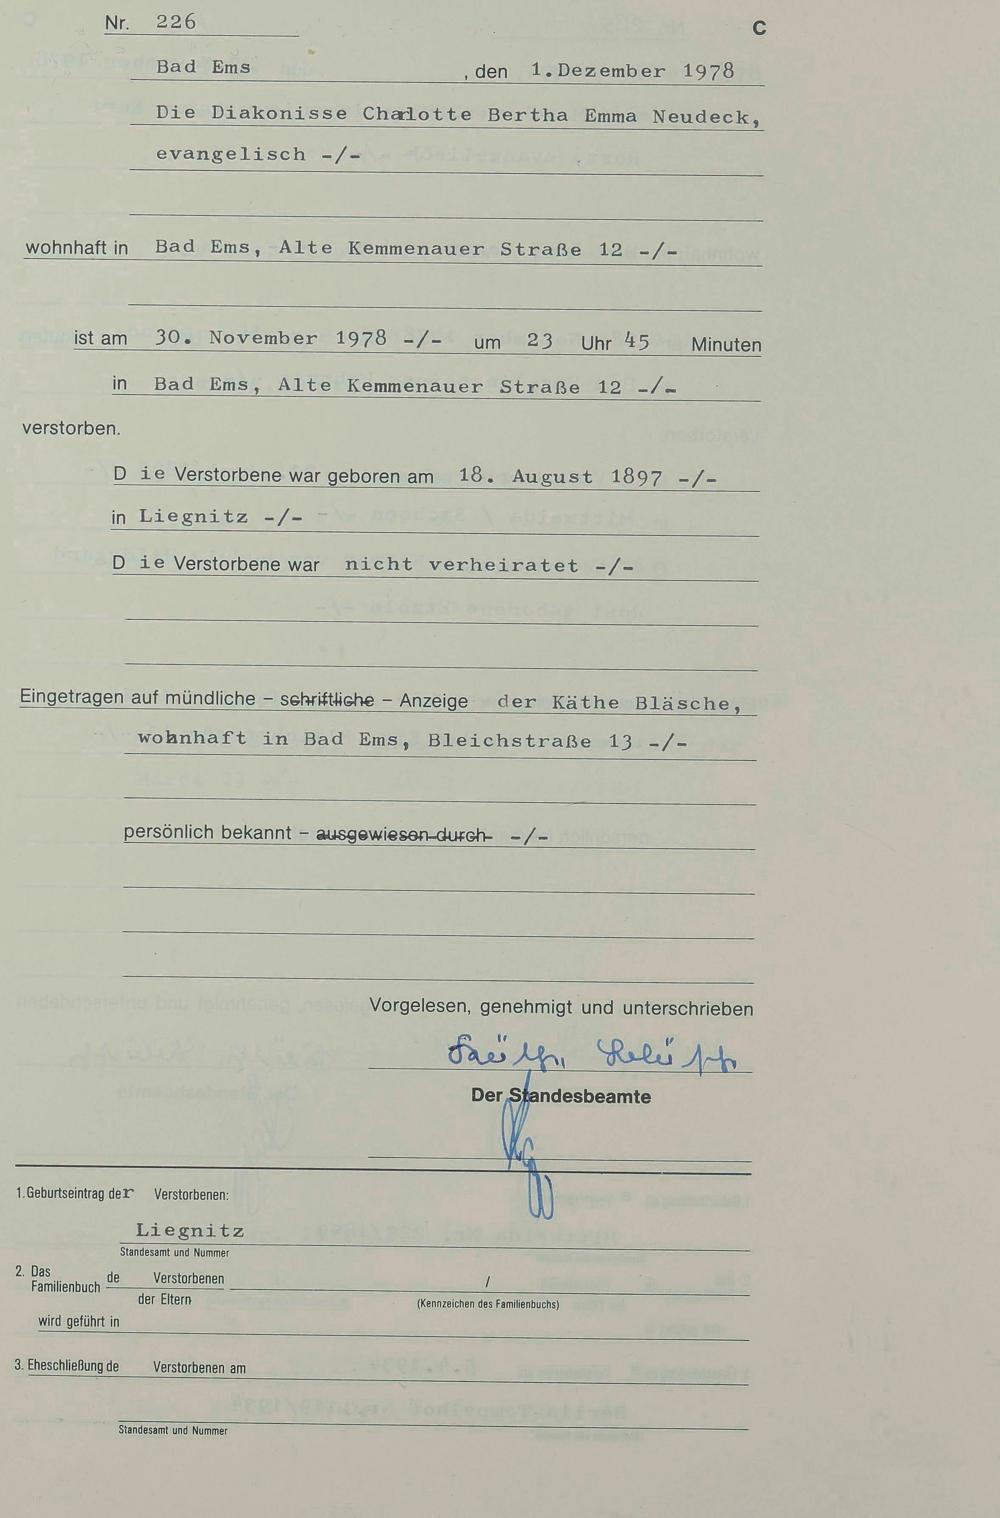 Nr. 226
C
Bad Ems , den 1.Dezember 1978
Die Diakonisse Charlotte Bertha Emma Neudeck,
evangelisch -/-
wohnhaft in Bad Ems, Alte Kemmenauer Straße 12 -/-
ist am 30. November 1978 -/- um 23 Uhr 45 Minuten
in Bad Ems, Alte Kemmenauer Straße 12 -/-
verstorben.
D ie Verstorbene war geboren am 18. August 1897 -/-
in Liegnitz -/-
D ie Verstorbene war nicht verheiratet -/-
Eingetragen auf mündliche – schriftliche – Anzeige der Käthe Bläsche,
wohnhaft in Bad Ems, Bleichstraße 13 -/-
persönlich bekannt – ausgewiesen durch -/-
Vorgelesen, genehmigt und unterschrieben
Der Standesbeamte
1. Geburtseintrag der Verstorbenen:
Liegnitz
Standesamt und Nummer
2. Das Familienbuch de Verstorbenen /
der Eltern (Kennzeichen des Familienbuchs)
wird geführt in
3. Eheschließung de Verstorbenen am
Standesamt und Nummer